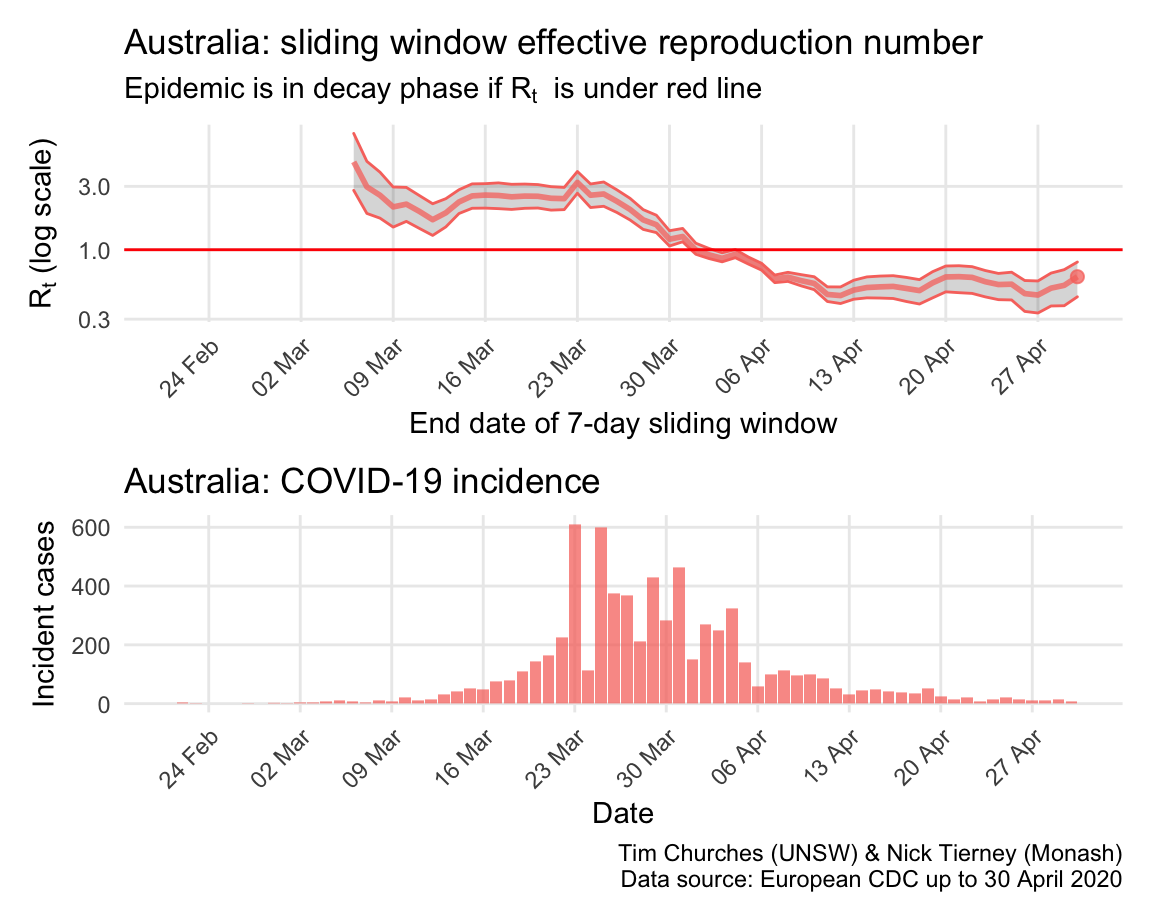 Australia: sliding window effective reproduction number
Epidemic is in decay phase if Rt is under red line
Rt (log scale)
3.0
1.0
0.3
24 Feb
02 Mar
09 Mar
16 Mar
23 Mar
30 Mar
06 Apr
13 Apr
20 Apr
27 Apr
End date of 7-day sliding window
Australia: COVID-19 incidence
Incident cases
600
400
200
0
24 Feb
02 Mar
09 Mar
16 Mar
23 Mar
30 Mar
06 Apr
13 Apr
20 Apr
27 Apr
Date
Tim Churches (UNSW) & Nick Tierney (Monash)
Data source: European CDC up to 30 April 2020